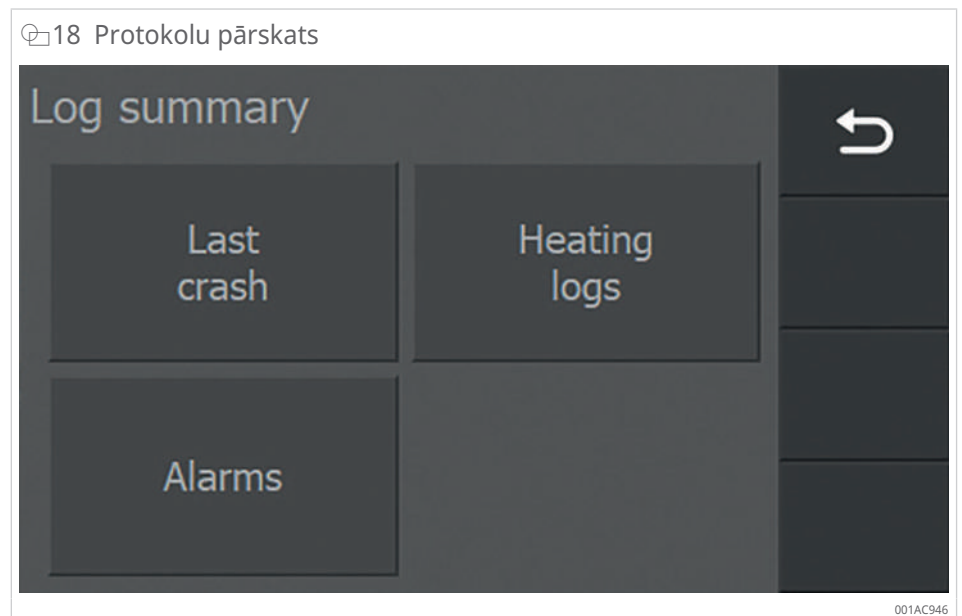 18 Protokolu pārskats
Log summary
Last
crash
Heating
logs
Alarms
001AC946